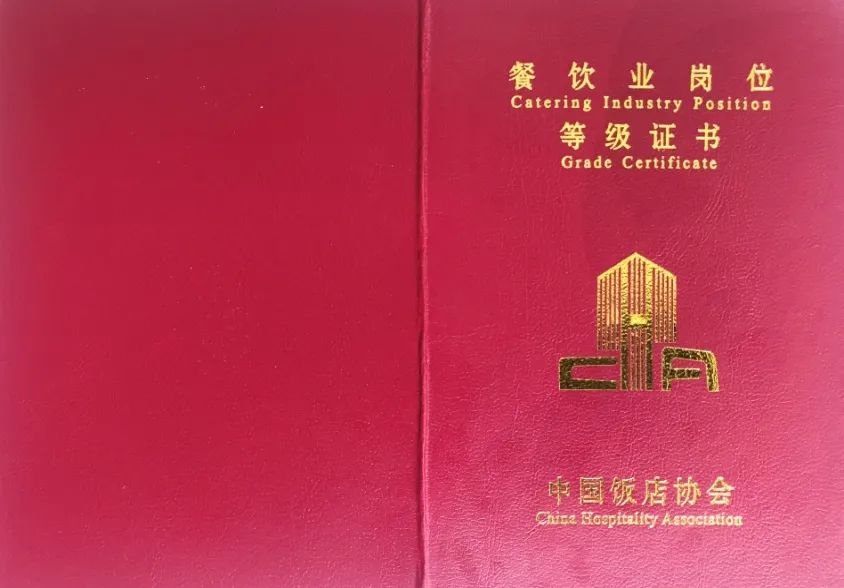 餐饮业岗位
Catering Industry Position
等级证书
Grade Certificate
CHA
中国饭店协会
China Hospitality Association